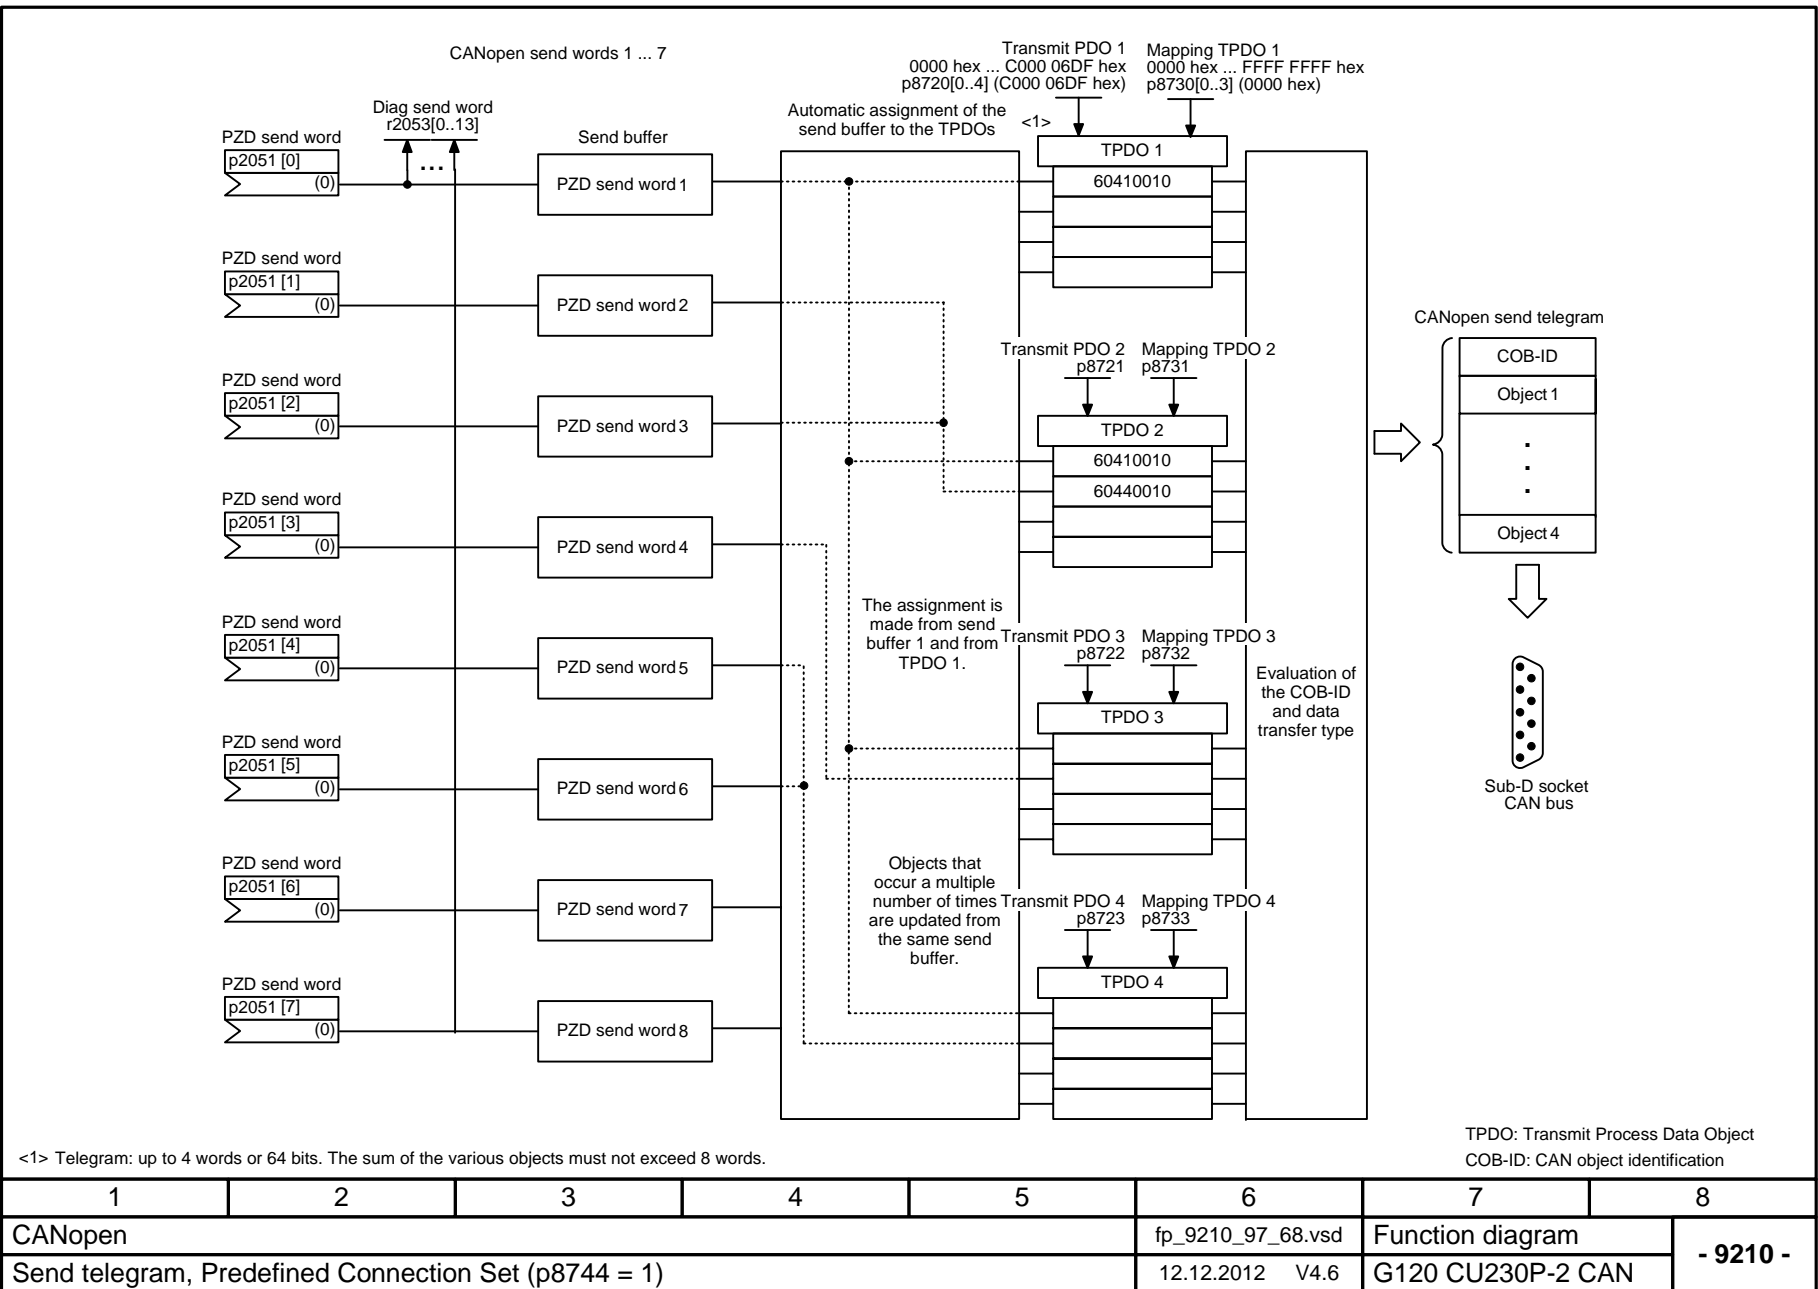 CANopen send words 1 ... 7
Transmit PDO 1
0000 hex ... C000 06DF hex
p8720[0..4] (C000 06DF hex)
Mapping TPDO 1
0000 hex ... FFFF FFFF hex
p8730[0..3] (0000 hex)
Diag send word
r2053[0..13]
Automatic assignment of the
send buffer to the TPDOs
<1>
PZD send word
p2051 [0]
(0)
...
Send buffer
PZD send word 1
TPDO 1
60410010
PZD send word
p2051 [1]
(0)
PZD send word 2
PZD send word
p2051 [2]
(0)
PZD send word 3
Transmit PDO 2
p8721
Mapping TPDO 2
p8731
TPDO 2
60410010
60440010
PZD send word
p2051 [3]
(0)
PZD send word 4
The assignment is
made from send
buffer 1 and from
TPDO 1.
PZD send word
p2051 [4]
(0)
PZD send word 5
Transmit PDO 3
p8722
Mapping TPDO 3
p8732
TPDO 3
Evaluation of
the COB-ID
and data
transfer type
PZD send word
p2051 [5]
(0)
PZD send word 6
PZD send word
p2051 [6]
(0)
PZD send word 7
Objects that
occur a multiple
number of times
are updated from
the same send
buffer.
Transmit PDO 4
p8723
Mapping TPDO 4
p8733
TPDO 4
PZD send word
p2051 [7]
(0)
PZD send word 8
CANopen send telegram
COB-ID
Object 1
.
.
.
Object 4
Sub-D socket
CAN bus
TPDO: Transmit Process Data Object
COB-ID: CAN object identification
<1> Telegram: up to 4 words or 64 bits. The sum of the various objects must not exceed 8 words.
1 2 3 4 5 6 7 8
CANopen
fp_9210_97_68.vsd
Function diagram
- 9210 -
Send telegram, Predefined Connection Set (p8744 = 1)
12.12.2012 V4.6
G120 CU230P-2 CAN